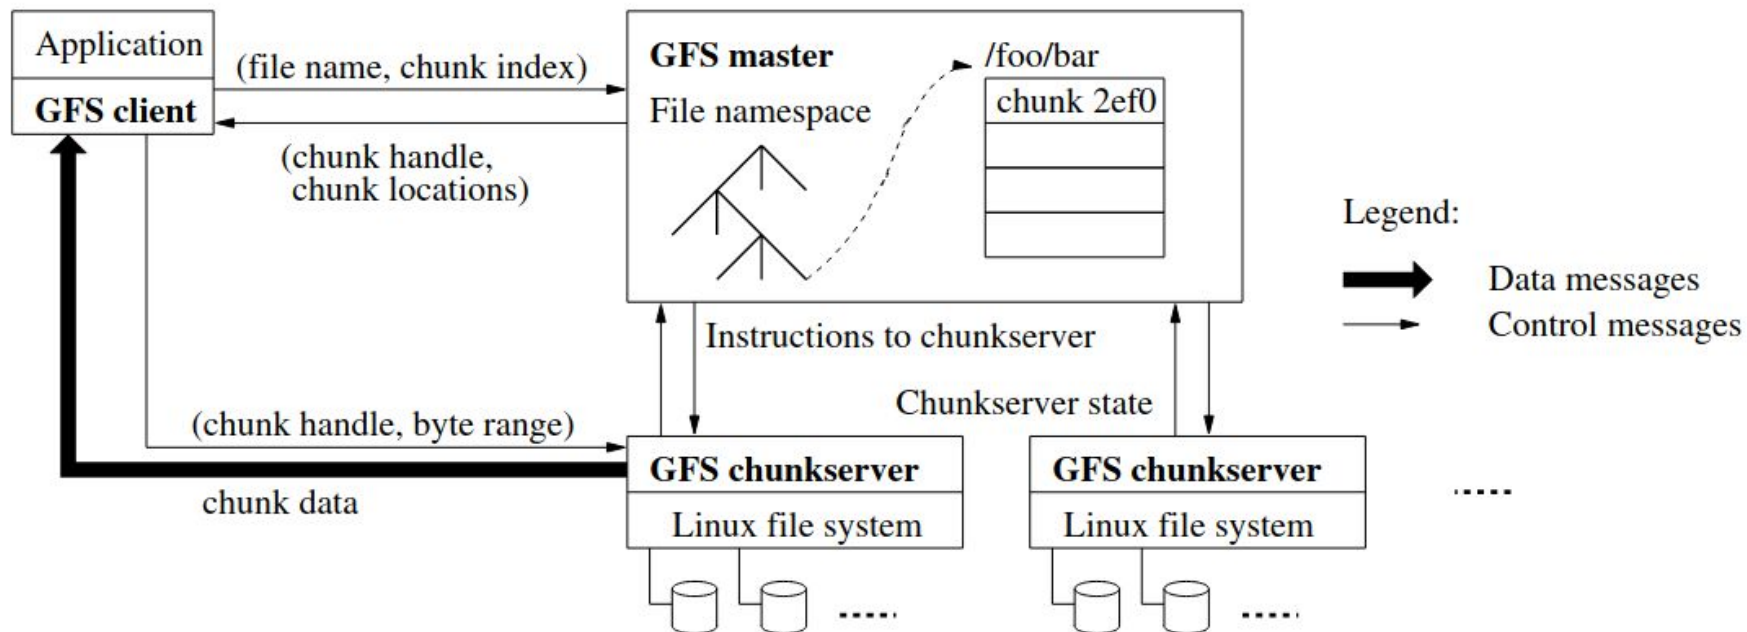 Application
GFS client
(file name, chunk index)
(chunk handle,
chunk locations)
GFS master
File namespace
/foo/bar
chunk 2ef0
Legend:
Data messages
Control messages
Instructions to chunkserver
Chunkserver state
(chunk handle, byte range)
chunk data
GFS chunkserver
Linux file system
GFS chunkserver
Linux file system